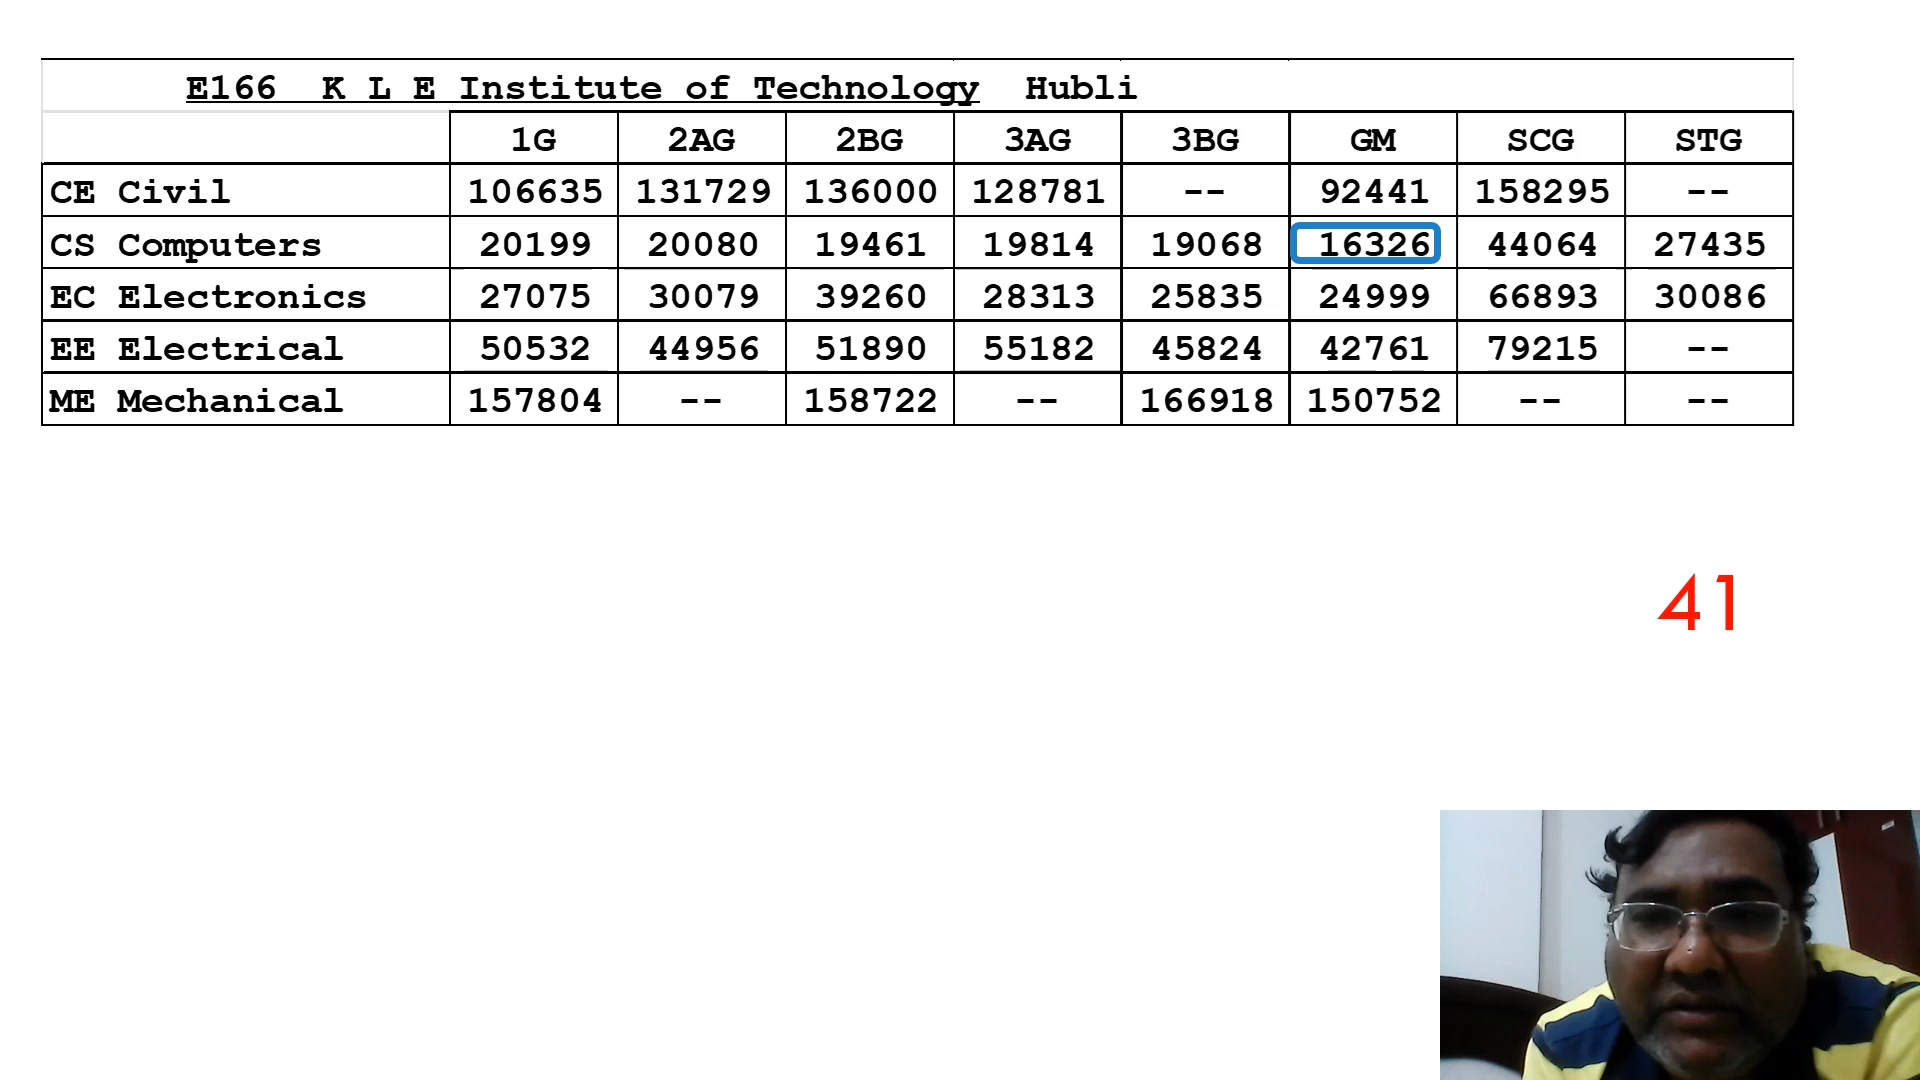 E166 K L E Institute of Technology Hubli
1G 2AG 2BG 3AG 3BG GM SCG STG
CE Civil 106635 131729 136000 128781 -- 92441 158295 --
CS Computers 20199 20080 19461 19814 19068 16326 44064 27435
EC Electronics 27075 30079 39260 28313 25835 24999 66893 30086
EE Electrical 50532 44956 51890 55182 45824 42761 79215 --
ME Mechanical 157804 -- 158722 -- 166918 150752 -- --
41